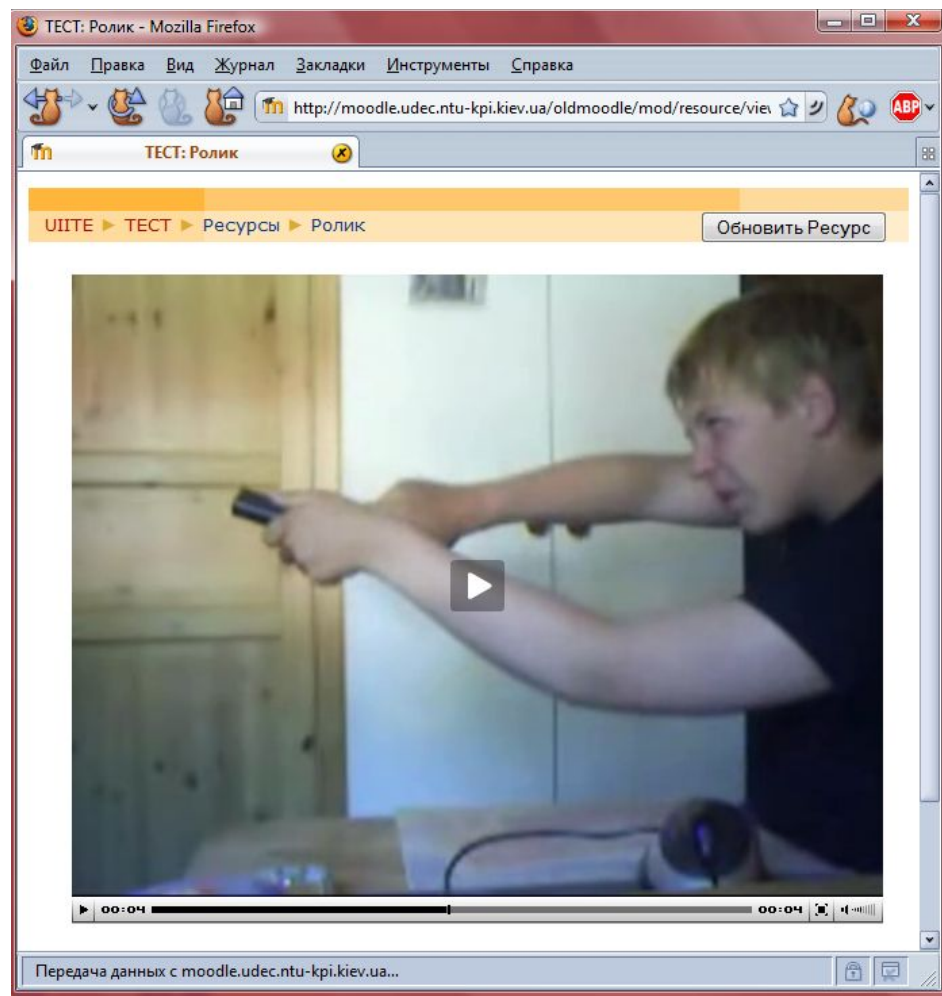 ТЕСТ: Ролик - Mozilla Firefox
Файл Правка Вид Журнал Закладки Инструменты Справка
http://moodle.udec.ntu-kpi.kiev.ua/oldmoodle/mod/resource/viev ABP
m ТЕСТ: Ролик
UIITE ► ТЕСТ ► Ресурсы ► Ролик Обновить Ресурс
00:04 00:04
Передача данных с moodle.udec.ntu-kpi.kiev.ua...